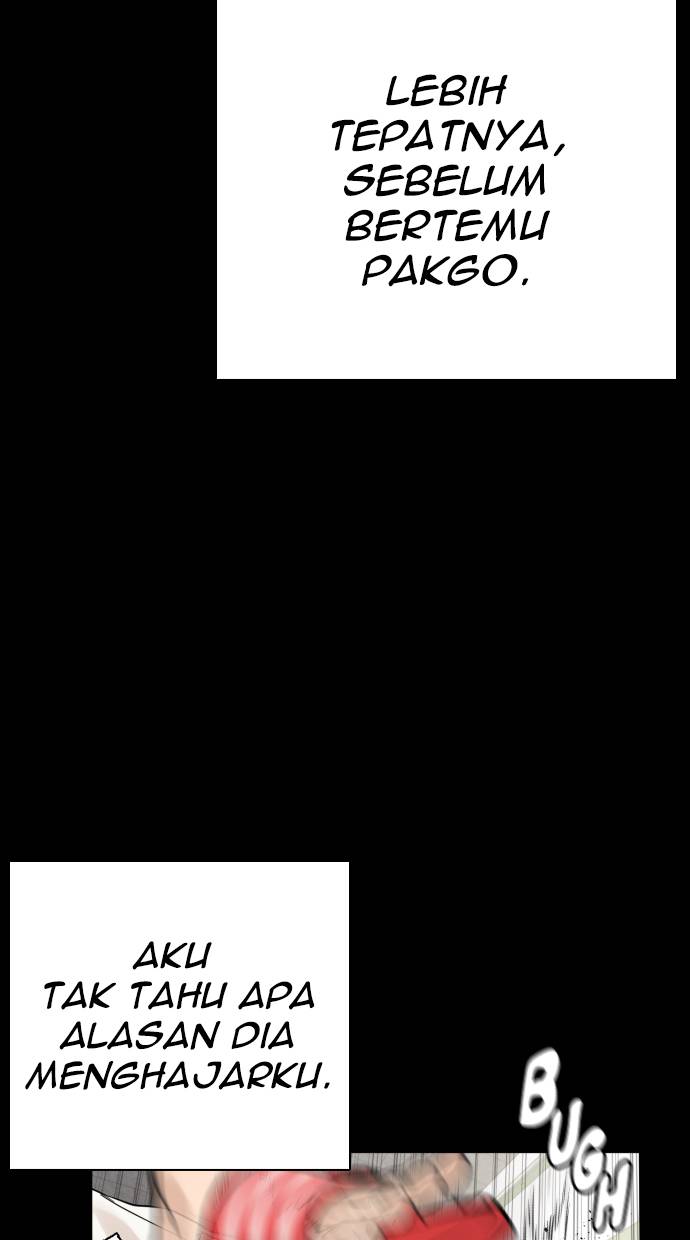 LEBIH
TEPATNYA,
SEBELUM
BERTEMU
PAKGO.
AKU
TAK TAHU APA
ALASAN DIA
MENGHAJARKU.
BUGH